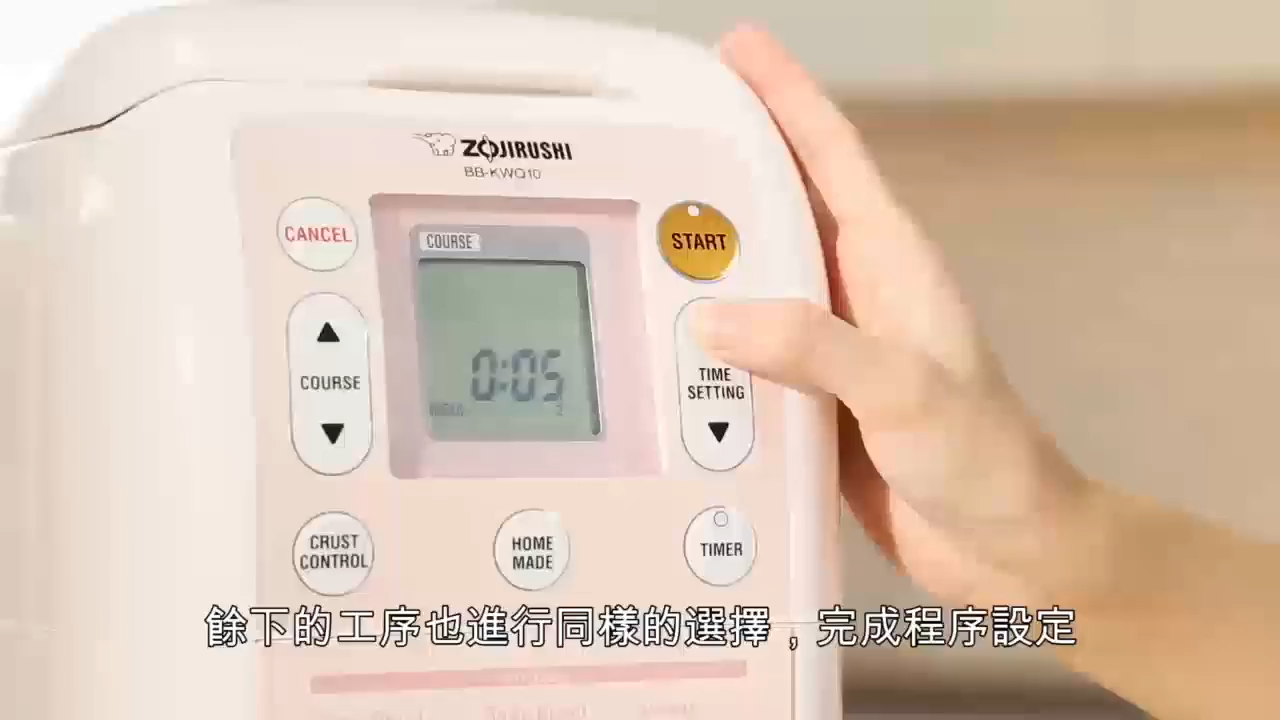 ZOJIRUSHI
BB-KWQ10
CANCEL
COURSE
START
0:05
COURSE
TIME
SETTING
CRUST
CONTROL
HOME
MADE
TIMER
餘下的工序也進行同樣的選擇，完成程序設定